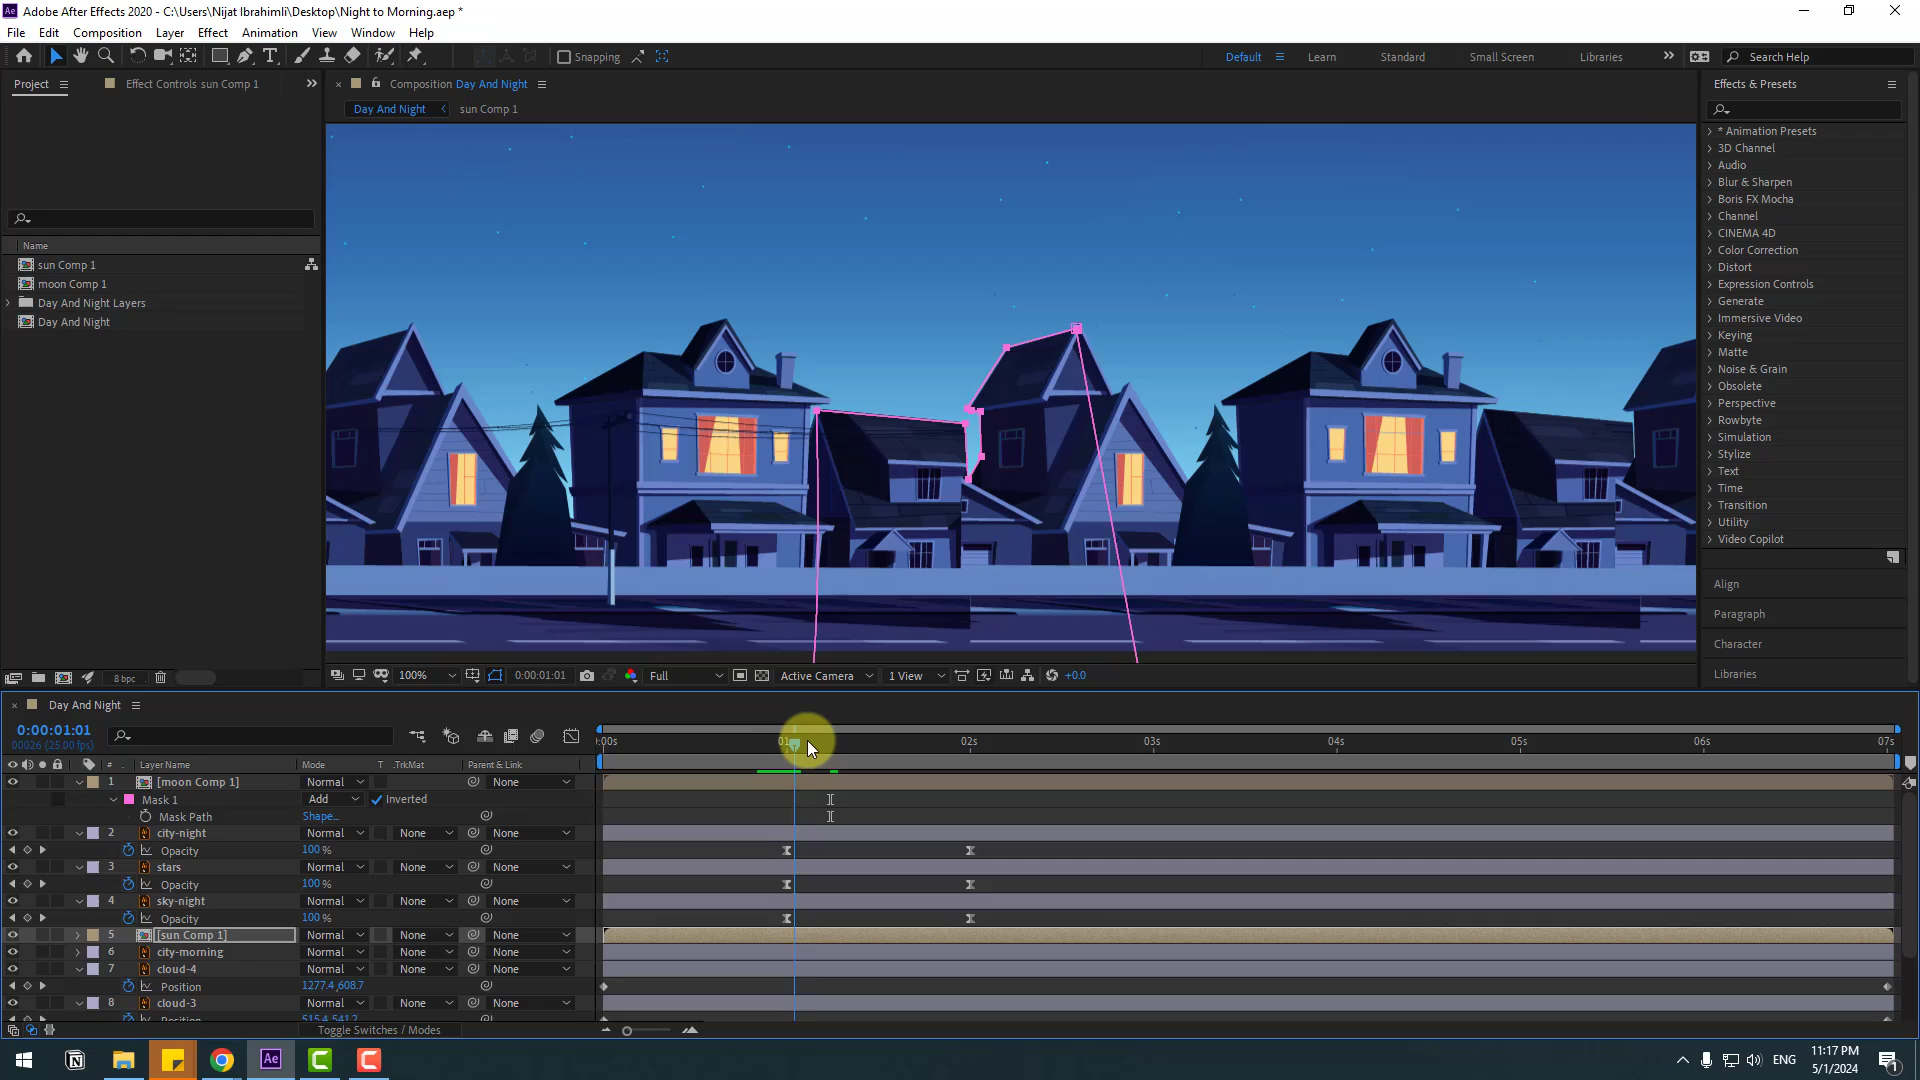 Adobe After Effects 2020 - C:\Users\Nijat Ibrahimli\Desktop\Night to Morning.aep *
File Edit Composition Layer Effect Animation View Window Help
Snapping Default Learn Standard Small Screen Libraries Search Help
Project Effect Controls sun Comp 1 Composition Day And Night Effects & Presets
Day And Night sun Comp 1
Name
sun Comp 1
moon Comp 1
Day And Night Layers
Day And Night
* Animation Presets
3D Channel
Audio
Blur & Sharpen
Boris FX Mocha
Channel
CINEMA 4D
Color Correction
Distort
Expression Controls
Generate
Immersive Video
Keying
Matte
Noise & Grain
Obsolete
Perspective
Rowbyte
Simulation
Stylize
Text
Time
Transition
Utility
Video Copilot
Align
Paragraph
Character
Libraries
8 bpc 100% 0:00:01:01 Full Active Camera 1 View +0.0
Day And Night
0:00:01:01
00026 (25.00 fps)
:00s 01 02s 03s 04s 05s 06s 07s
# Layer Name Mode T .TrkMat Parent & Link
1 [moon Comp 1] Normal None
Mask 1 Add Inverted
Mask Path Shape...
2 city-night Normal None None
Opacity 100 %
3 stars Normal None None
Opacity 100 %
4 sky-night Normal None None
Opacity 100 %
5 [sun Comp 1] Normal None None
6 city-morning Normal None None
7 cloud-4 Normal None None
Position 1277.4,608.7
8 cloud-3 Normal None None
Position 515.4,541.2
Toggle Switches / Modes
ENG 11:17 PM
5/1/2024
1